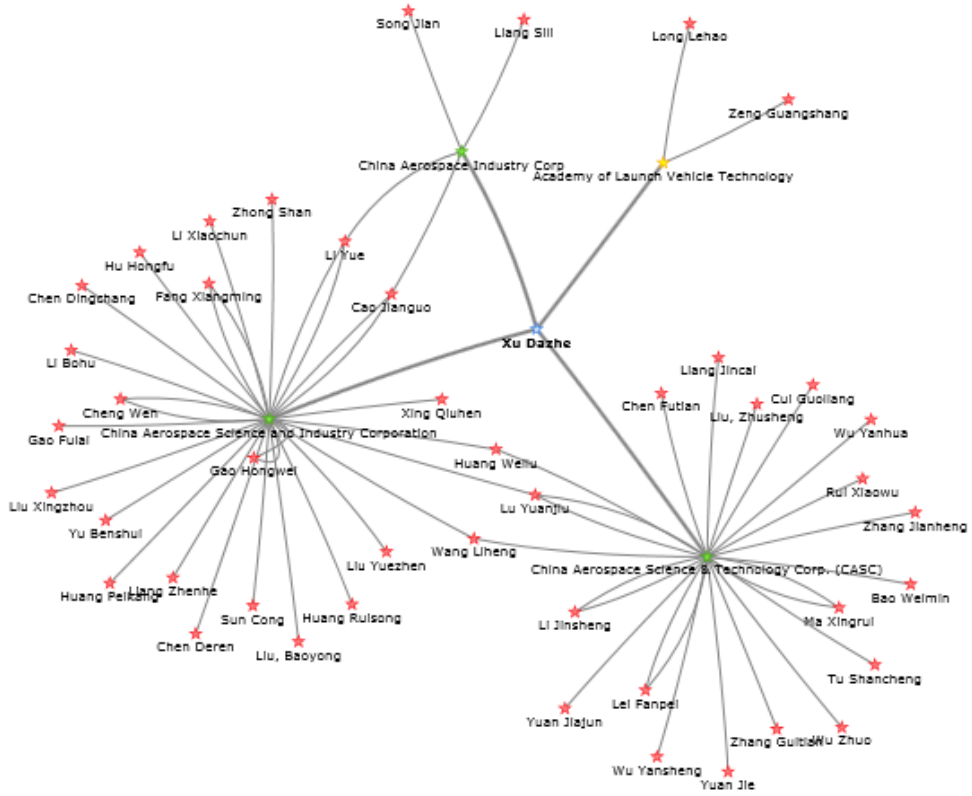 Song Jian
Liang Sili
Long Lehao
Zeng Guangshang
China Aerospace Industry Corp
Academy of Launch Vehicle Technology
Zhong Shan
Li Xiaochun
Li Yue
Hu Hongfu
Fang Xiangming
Chen Dingshang
Cao Jianguo
Xu Dazhe
Li Bohu
Liang Jincai
Cui Guoliang
Chen Futian
Liu, Zhusheng
Cheng Wen
Xing Qiuhen
Wu Yanhua
China Aerospace Science and Industry Corporation
Gao Fulai
Huang Weilu
Gao Hongwei
Rui Xiaowu
Liu Xingzhou
Lu Yuanjiu
Zhang Jianheng
Yu Benshui
Wang Liheng
Liu Yuezhen
China Aerospace Science & Technology Corp. (CASC)
Huang Peikang
Liang Zhenhe
Bao Weimin
Sun Cong
Huang Ruisong
Li Jinsheng
Ma Xingrui
Chen Deren
Liu, Baoyong
Tu Shancheng
Lei Fanpei
Yuan Jiajun
Zhang Guitian
Wu Zhuo
Wu Yansheng
Yuan Jie